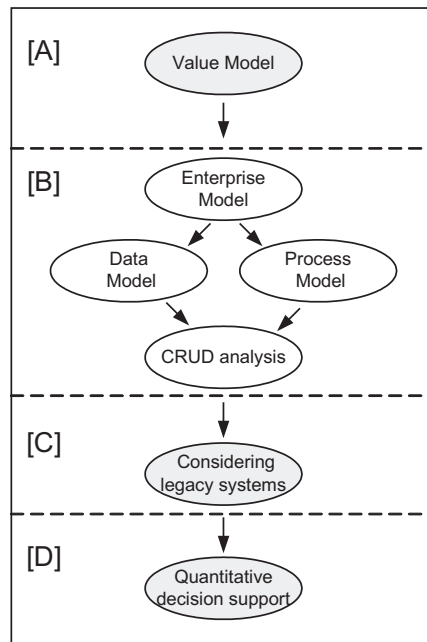 [A]
Value Model
[B]
Enterprise
Model
Data
Model
Process
Model
CRUD analysis
[C]
Considering
legacy systems
[D]
Quantitative
decision support